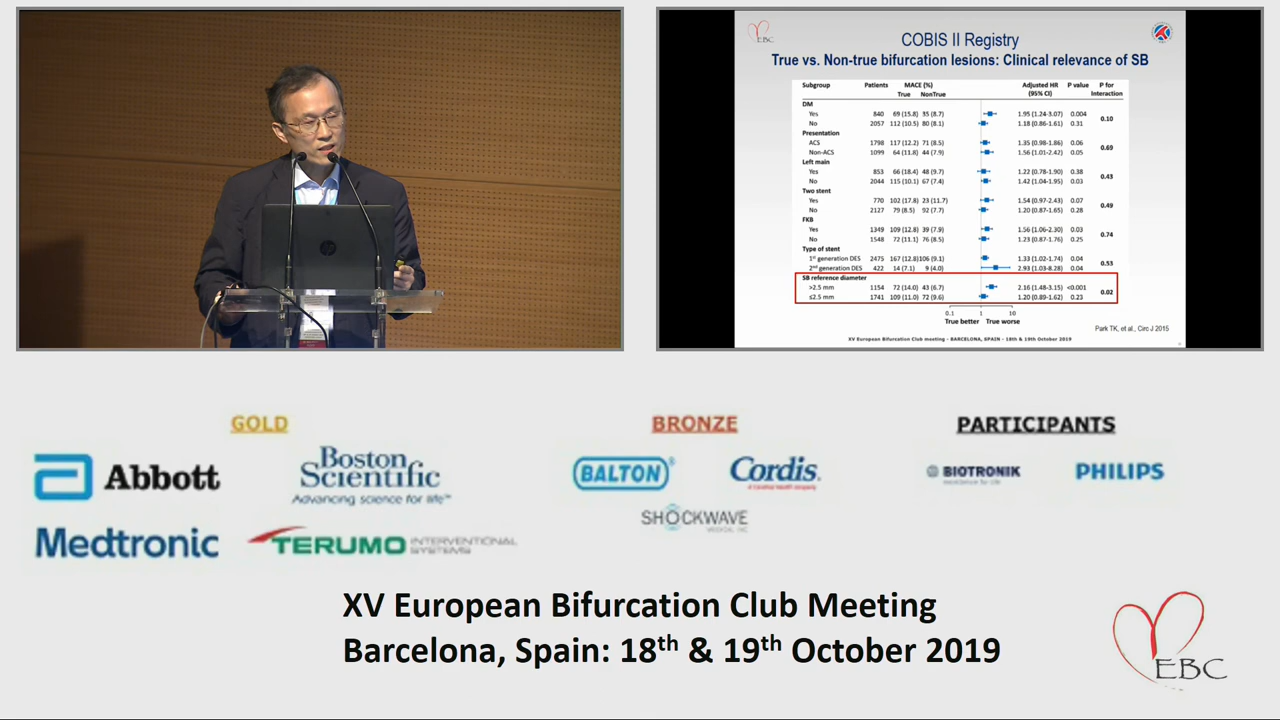 EBC
COBIS II Registry
True vs. Non-true bifurcation lesions: Clinical relevance of SB
Subgroup Patients MACE (%) Adjusted HR P value P for
True NonTrue (95% CI) Interaction
DM 0.10
Yes 840 69 (15.8) 35 (8.7) 1.95 (1.24-3.07) 0.004
No 2057 112 (10.5) 80 (8.1) 1.18 (0.86-1.61) 0.31
Presentation 0.69
ACS 1798 117 (12.2) 71 (8.5) 1.35 (0.98-1.86) 0.06
Non-ACS 1099 64 (11.8) 44 (7.9) 1.56 (1.01-2.42) 0.05
Left main 0.43
Yes 853 66 (18.4) 48 (9.7) 1.22 (0.78-1.90) 0.38
No 2044 115 (10.1) 67 (7.4) 1.42 (1.04-1.95) 0.03
Two stent 0.49
Yes 770 102 (17.8) 23 (11.7) 1.54 (0.97-2.43) 0.07
No 2127 79 (8.5) 92 (7.7) 1.20 (0.87-1.65) 0.28
FKB 0.74
Yes 1349 109 (12.8) 39 (7.9) 1.56 (1.06-2.30) 0.03
No 1548 72 (11.1) 76 (8.5) 1.23 (0.87-1.76) 0.25
Type of stent 0.53
1st generation DES 2475 167 (12.8)106 (9.1) 1.33 (1.02-1.74) 0.04
2nd generation DES 422 14 (7.1) 9 (4.0) 2.93 (1.03-8.28) 0.04
SB reference diameter 0.02
>2.5 mm 1154 72 (14.0) 43 (6.7) 2.16 (1.48-3.15) <0.001
≤2.5 mm 1741 109 (11.0) 72 (9.6) 1.20 (0.89-1.62) 0.23
0.1 1 10
True better True worse
Park TK, et al., Circ J 2015
XV European Bifurcation Club meeting - BARCELONA, SPAIN - 18th & 19th October 2019
hp
GOLD
BRONZE
PARTICIPANTS
Abbott
Boston Scientific
Advancing science for life™
BALTON®
Cordis.
BIOTRONIK
excellence for life
PHILIPS
SHOCKWAVE
MEDICAL, INC
Medtronic
TERUMO INTERVENTIONAL SYSTEMS
XV European Bifurcation Club Meeting
Barcelona, Spain: 18th & 19th October 2019
EBC